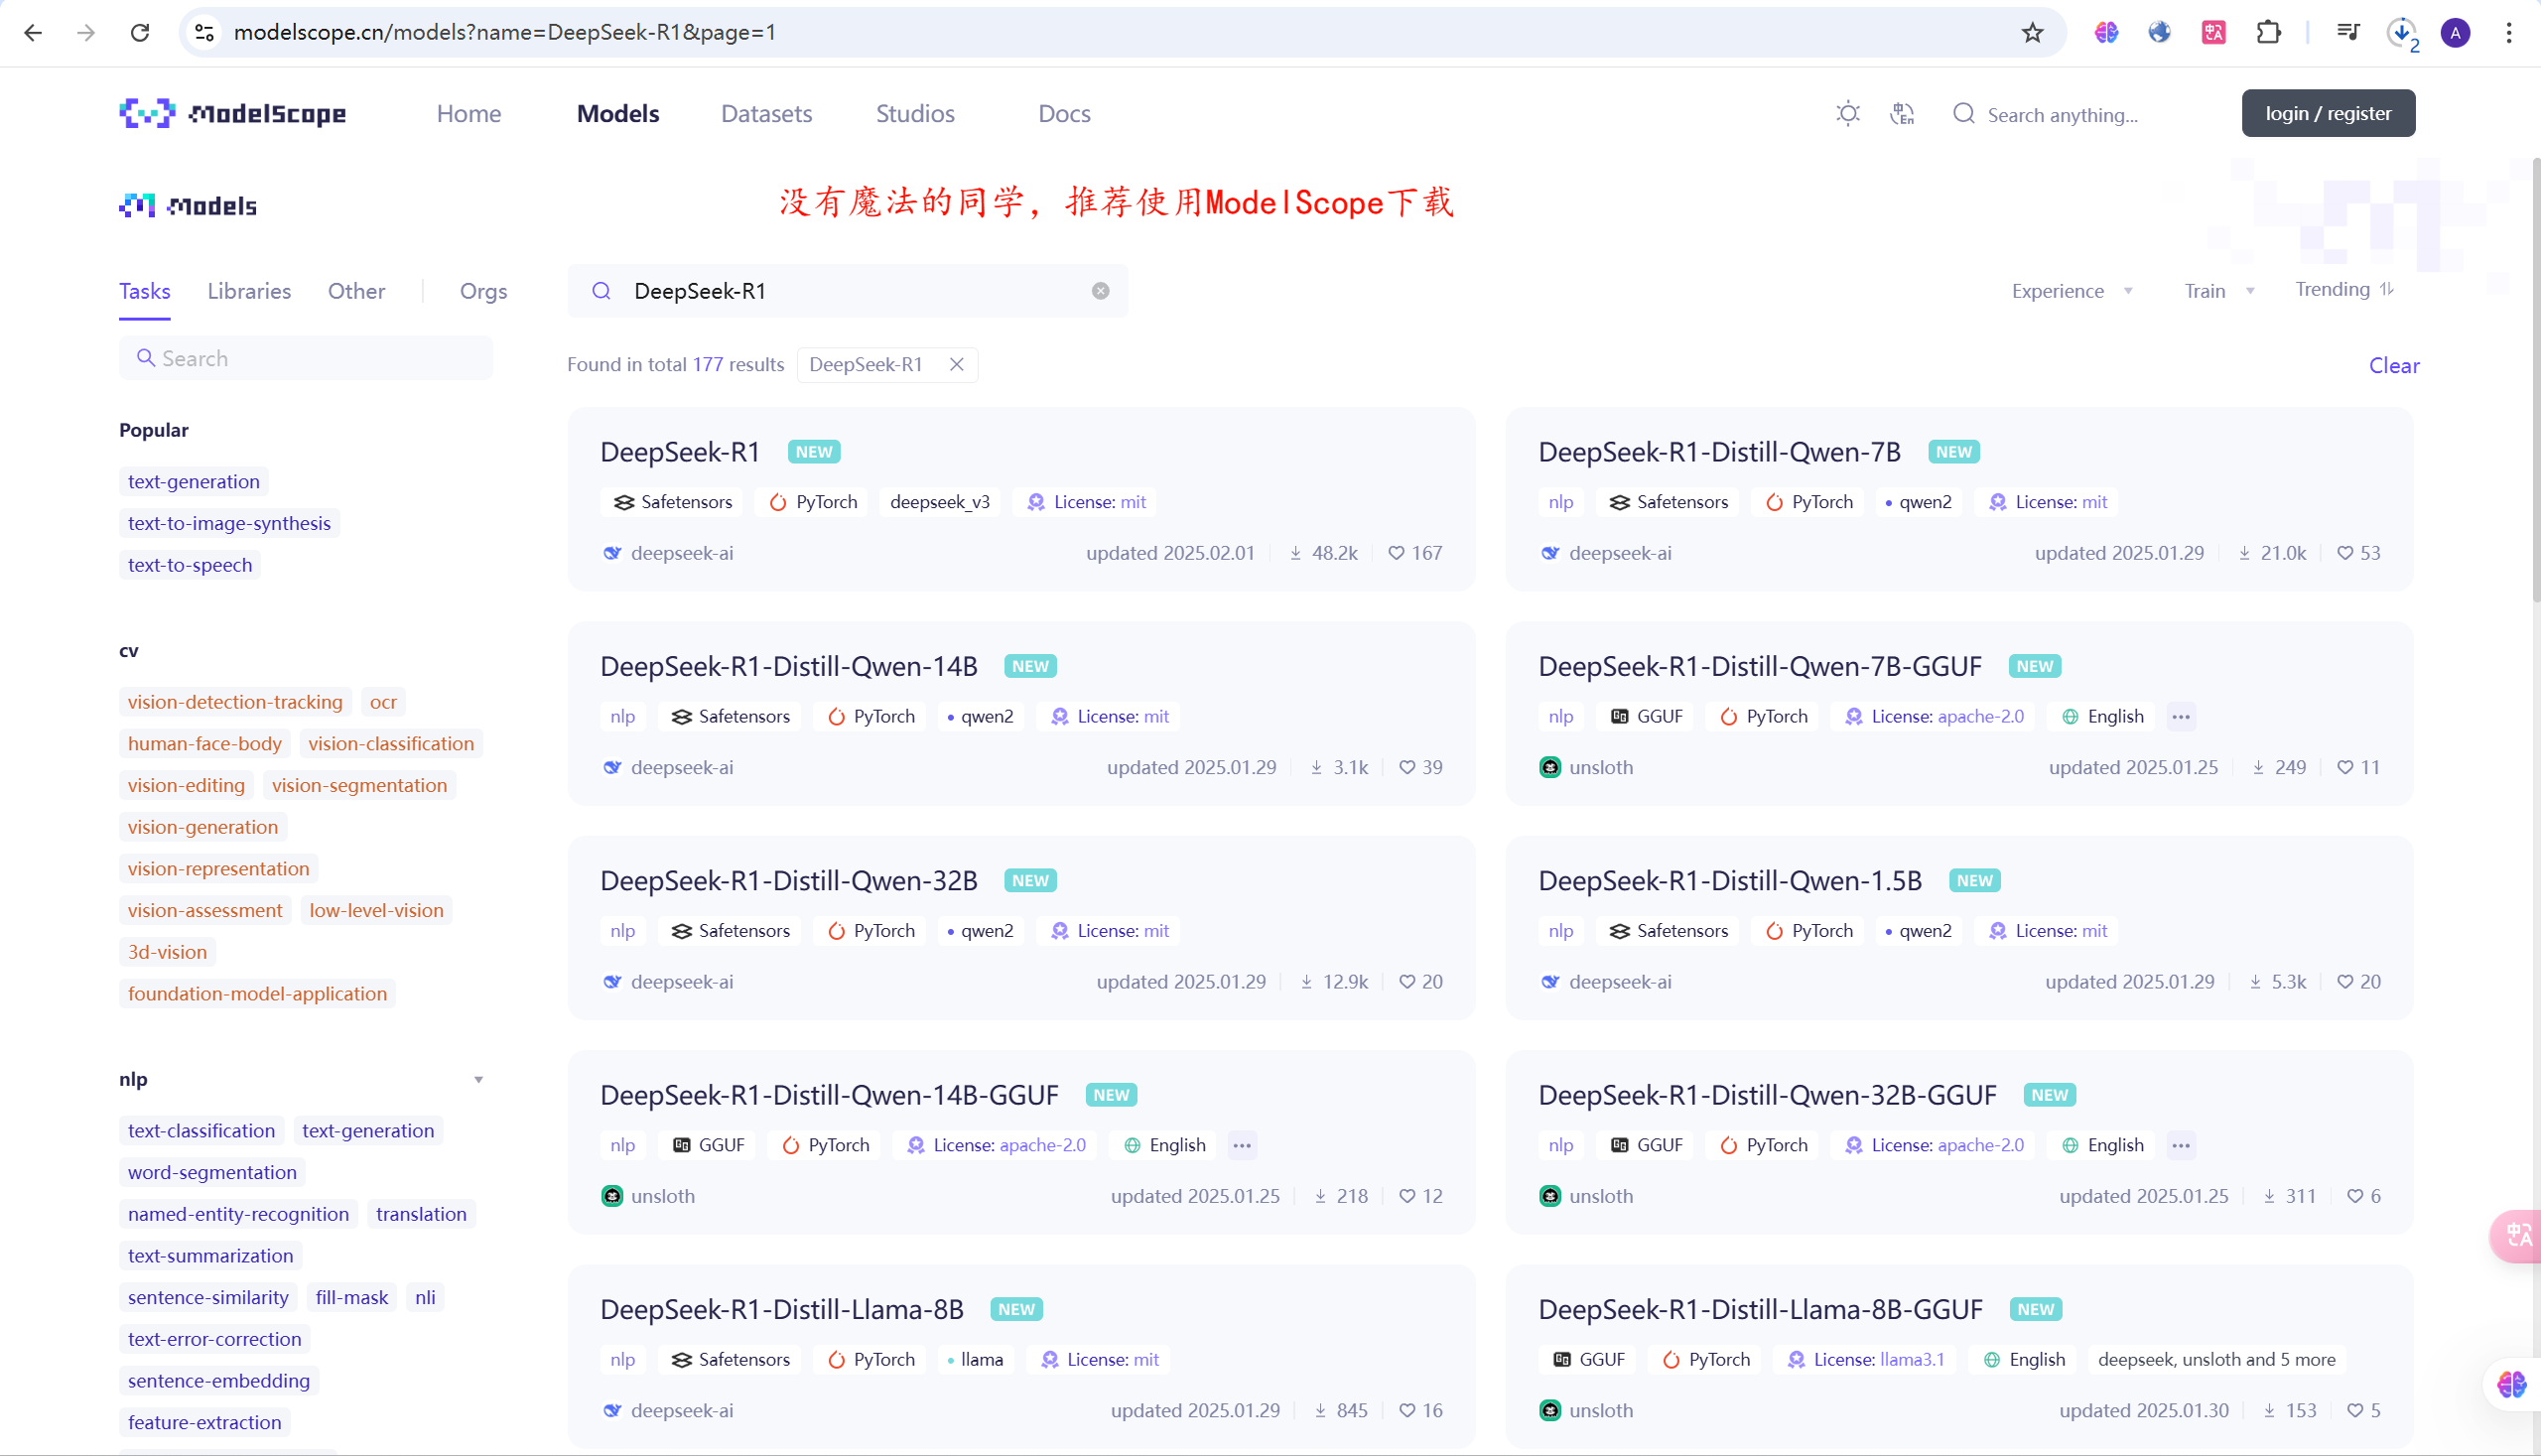 modelscope.cn/models?name=DeepSeek-R1&page=1
2
A
ModelScope
Home
Models
Datasets
Studios
Docs
Search anything...
login / register
Models
没有魔法的同学，推荐使用ModelScope下载
Tasks
Libraries
Other
Orgs
DeepSeek-R1
Experience
Train
Trending
Search
Found in total 177 results
DeepSeek-R1
Clear
Popular
text-generation
text-to-image-synthesis
text-to-speech
cv
vision-detection-tracking ocr
human-face-body vision-classification
vision-editing vision-segmentation
vision-generation
vision-representation
vision-assessment low-level-vision
3d-vision
foundation-model-application
nlp
text-classification text-generation
word-segmentation
named-entity-recognition translation
text-summarization
sentence-similarity fill-mask nli
text-error-correction
sentence-embedding
feature-extraction
DeepSeek-R1 NEW
Safetensors PyTorch deepseek_v3 License: mit
deepseek-ai updated 2025.02.01 48.2k 167
DeepSeek-R1-Distill-Qwen-7B NEW
nlp Safetensors PyTorch qwen2 License: mit
deepseek-ai updated 2025.01.29 21.0k 53
DeepSeek-R1-Distill-Qwen-14B NEW
nlp Safetensors PyTorch qwen2 License: mit
deepseek-ai updated 2025.01.29 3.1k 39
DeepSeek-R1-Distill-Qwen-7B-GGUF NEW
nlp GGUF PyTorch License: apache-2.0 English ...
unsloth updated 2025.01.25 249 11
DeepSeek-R1-Distill-Qwen-32B NEW
nlp Safetensors PyTorch qwen2 License: mit
deepseek-ai updated 2025.01.29 12.9k 20
DeepSeek-R1-Distill-Qwen-1.5B NEW
nlp Safetensors PyTorch qwen2 License: mit
deepseek-ai updated 2025.01.29 5.3k 20
DeepSeek-R1-Distill-Qwen-14B-GGUF NEW
nlp GGUF PyTorch License: apache-2.0 English ...
unsloth updated 2025.01.25 218 12
DeepSeek-R1-Distill-Qwen-32B-GGUF NEW
nlp GGUF PyTorch License: apache-2.0 English ...
unsloth updated 2025.01.25 311 6
DeepSeek-R1-Distill-Llama-8B NEW
nlp Safetensors PyTorch llama License: mit
deepseek-ai updated 2025.01.29 845 16
DeepSeek-R1-Distill-Llama-8B-GGUF NEW
GGUF PyTorch License: llama3.1 English deepseek, unsloth and 5 more
unsloth updated 2025.01.30 153 5